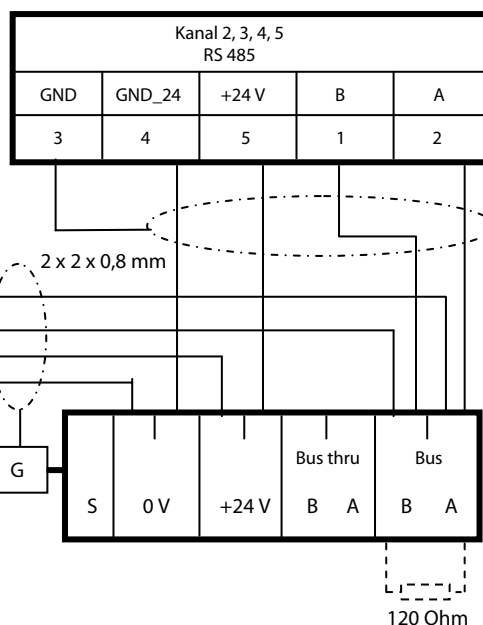 Kanal 2, 3, 4, 5
RS 485
GND GND_24 +24 V B A
3 4 5 1 2
2 x 2 x 0,8 mm
G
Bus thru Bus
S 0 V +24 V B A B A
120 Ohm